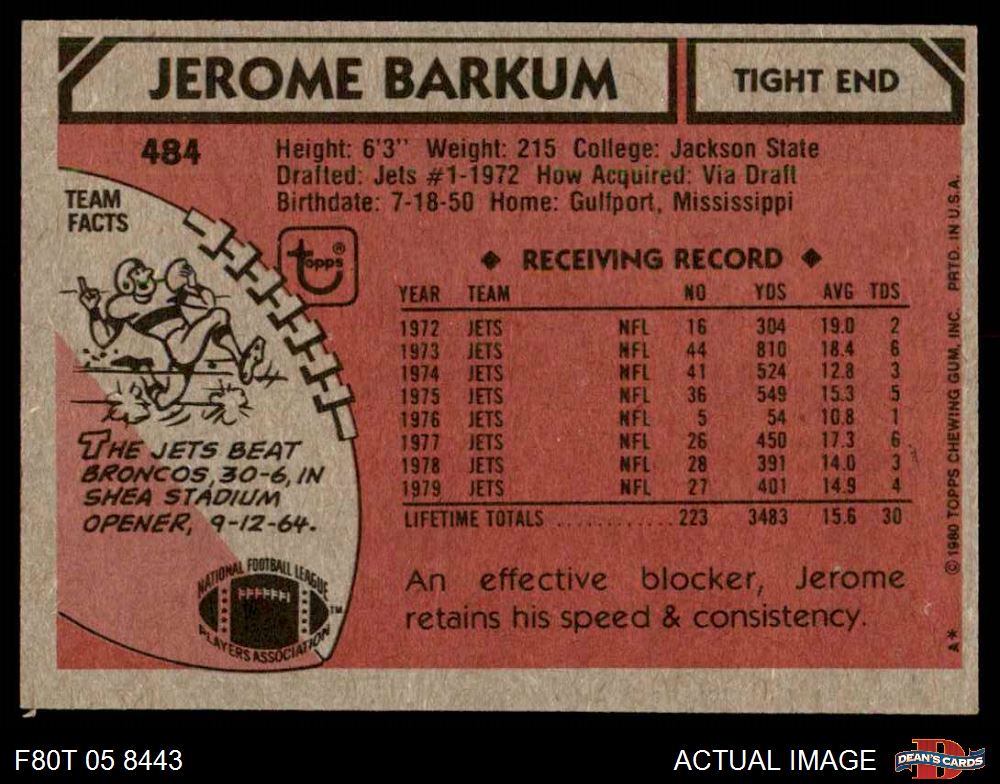 JEROME BARKUM
TIGHT END
484
Height: 6'3" Weight: 215 College: Jackson State
Drafted: Jets #1-1972 How Acquired: Via Draft
Birthdate: 7-18-50 Home: Gulfport, Mississippi
TEAM
FACTS
topps®
◆ RECEIVING RECORD ◆
YEAR TEAM NO YDS AVG TDS
1972 JETS NFL 16 304 19.0 2
1973 JETS NFL 44 810 18.4 6
1974 JETS NFL 41 524 12.8 3
1975 JETS NFL 36 549 15.3 5
1976 JETS NFL 5 54 10.8 1
1977 JETS NFL 26 450 17.3 6
1978 JETS NFL 28 391 14.0 3
1979 JETS NFL 27 401 14.9 4
LIFETIME TOTALS ............ 223 3483 15.6 30
THE JETS BEAT
BRONCOS, 30-6, IN
SHEA STADIUM
OPENER, 9-12-64.
NATIONAL FOOTBALL LEAGUE
PLAYERS ASSOCIATION
TM
An effective blocker, Jerome
retains his speed & consistency.
A* © 1980 TOPPS CHEWING GUM, INC. PRTD. IN U.S.A.
F80T 05 8443
ACTUAL IMAGE
DEAN'S CARDS